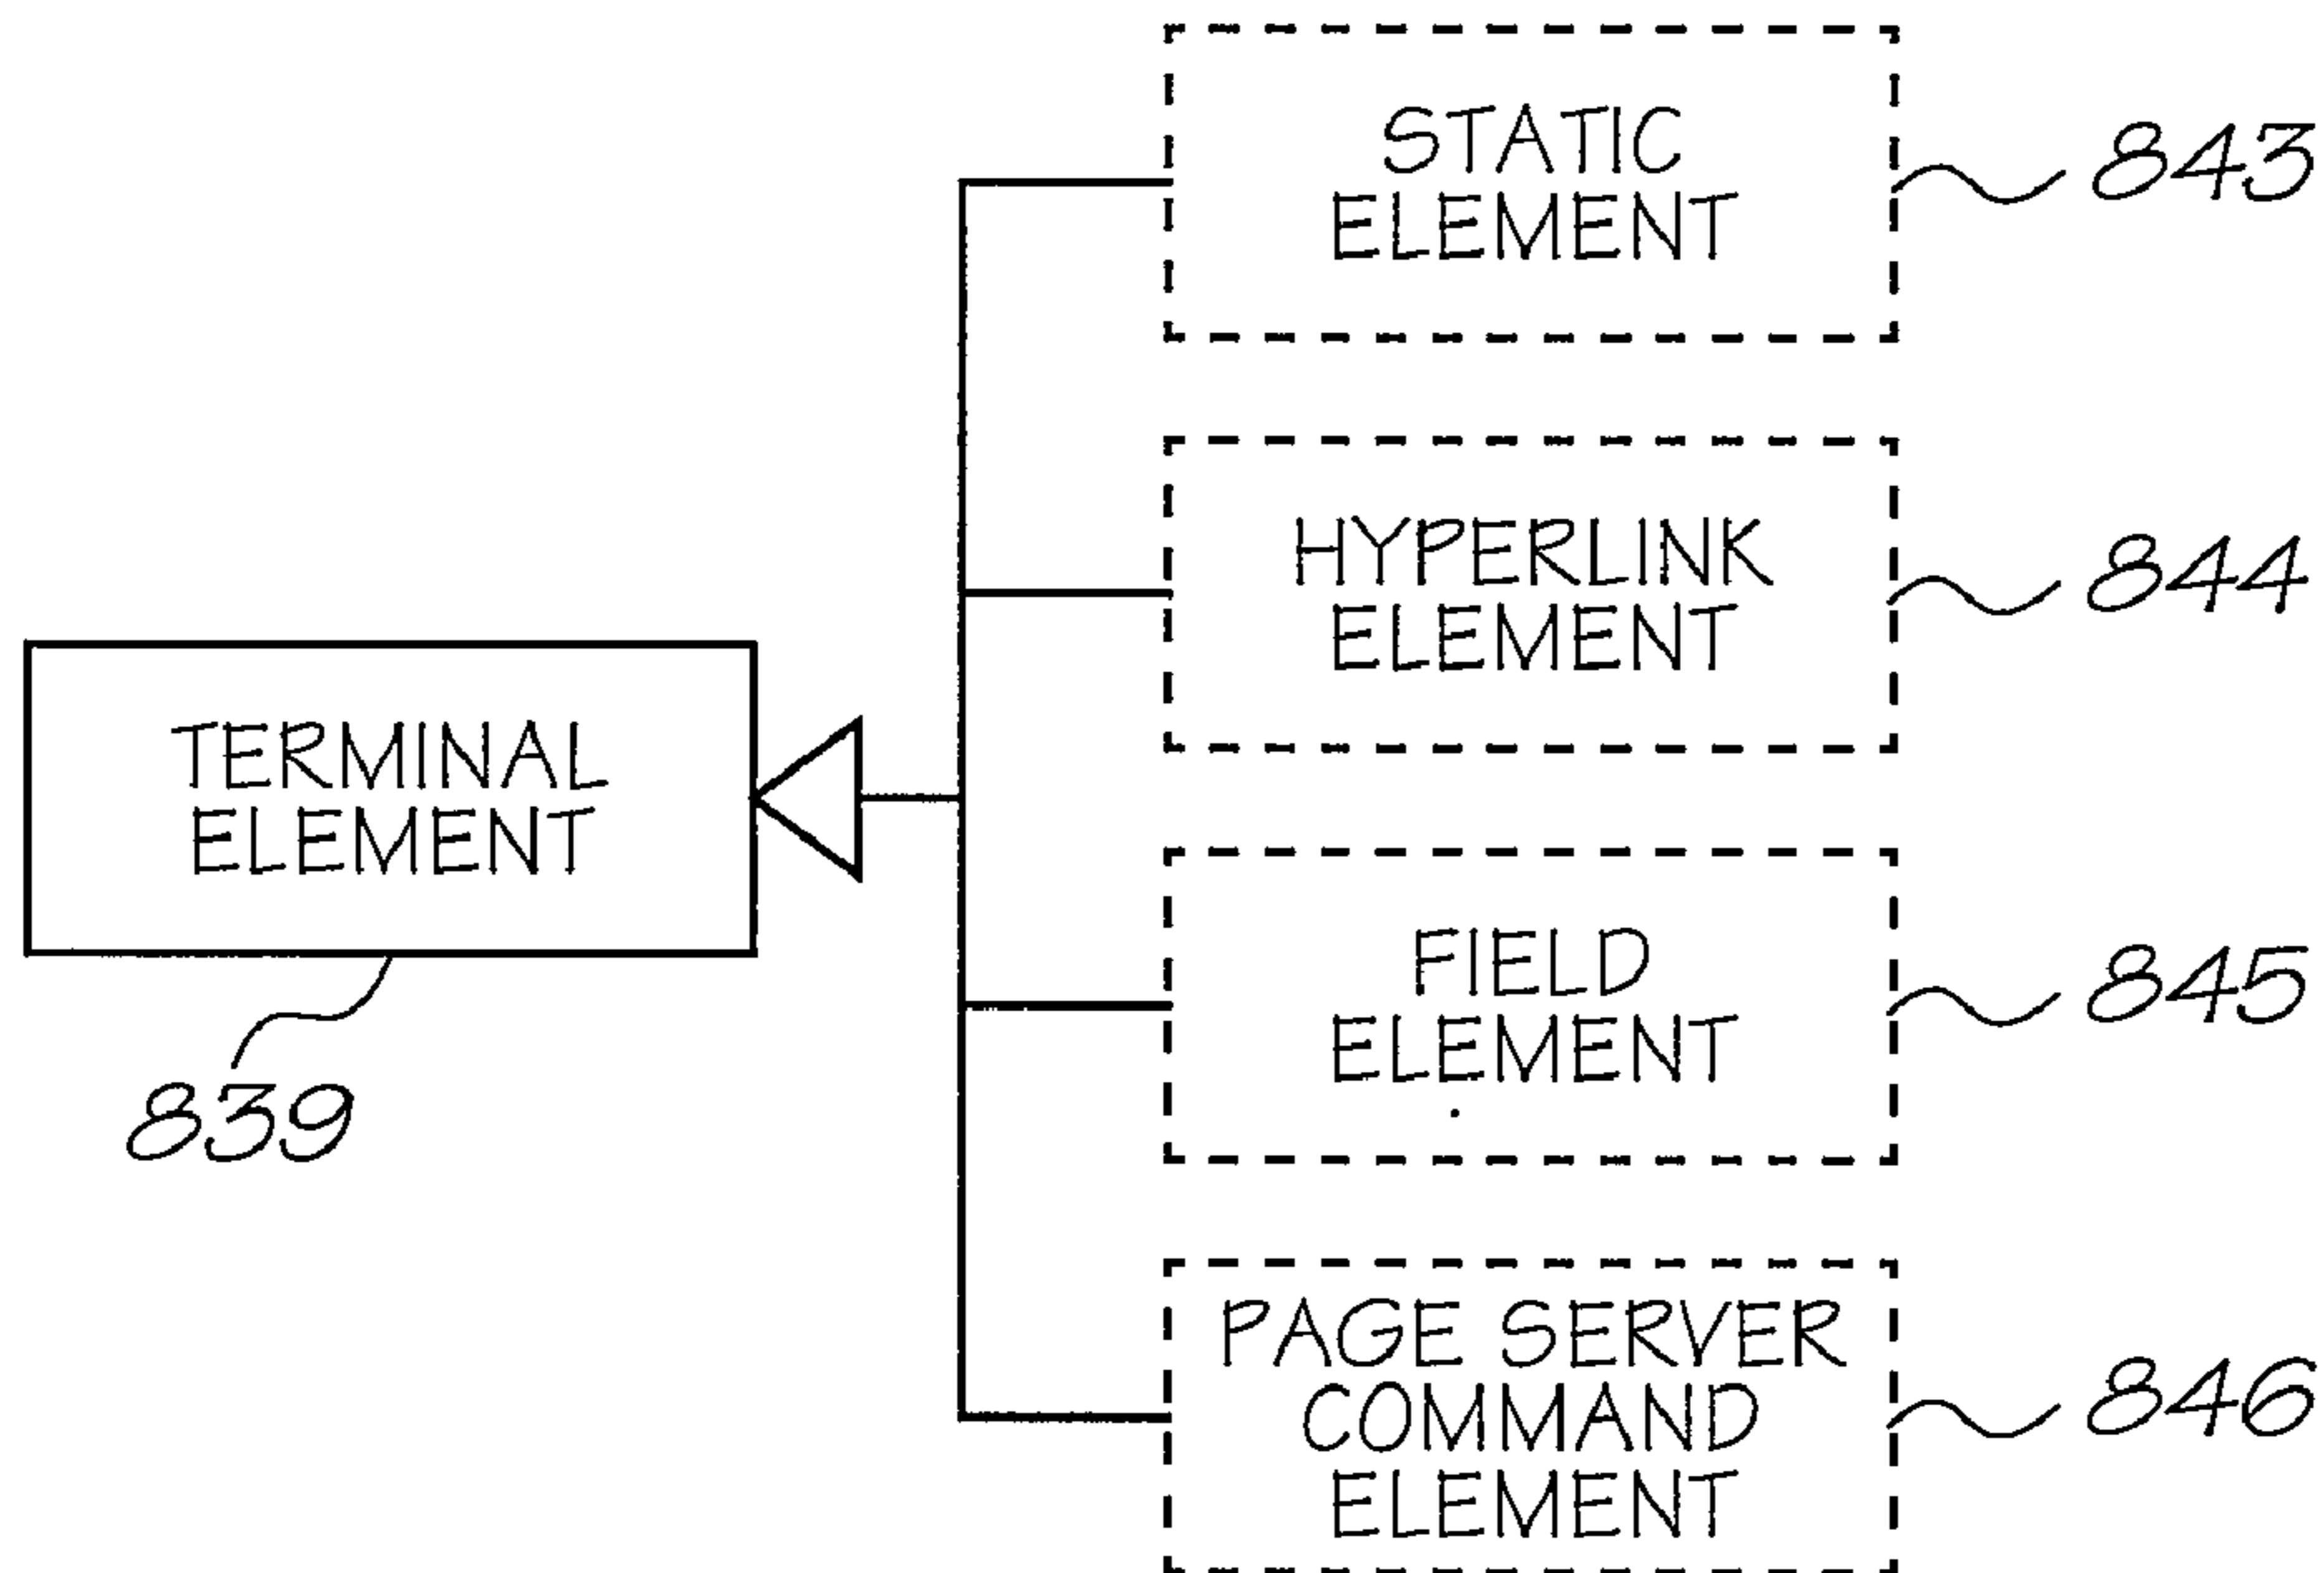 STATIC
ELEMENT
843
HYPERLINK
ELEMENT
844
TERMINAL
ELEMENT
839
FIELD
ELEMENT
845
PAGE SERVER
COMMAND
ELEMENT
846